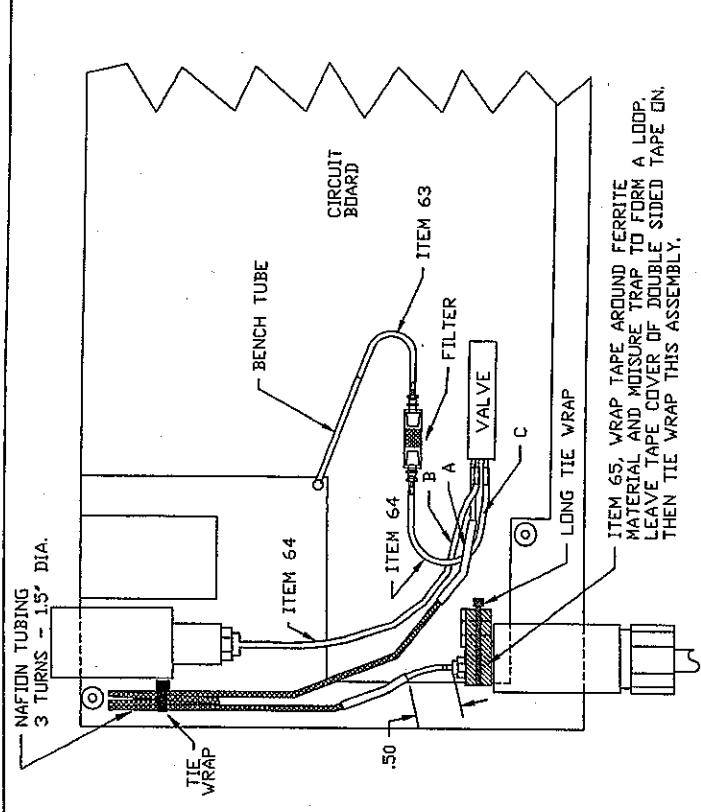 NAFION TUBING
3 TURNS - 1.5" DIA.
TIE
WRAP
ITEM 64
BENCH TUBE
CIRCUIT
BOARD
ITEM 63
FILTER
ITEM 64
B
A
VALVE
C
.50
LONG TIE WRAP
ITEM 65, WRAP TAPE AROUND FERRITE
MATERIAL AND MOISURE TRAP TO FORM A LOOP.
LEAVE TAPE COVER OF DOUBLE SIDED TAPE ON.
THEN TIE WRAP THIS ASSEMBLY.